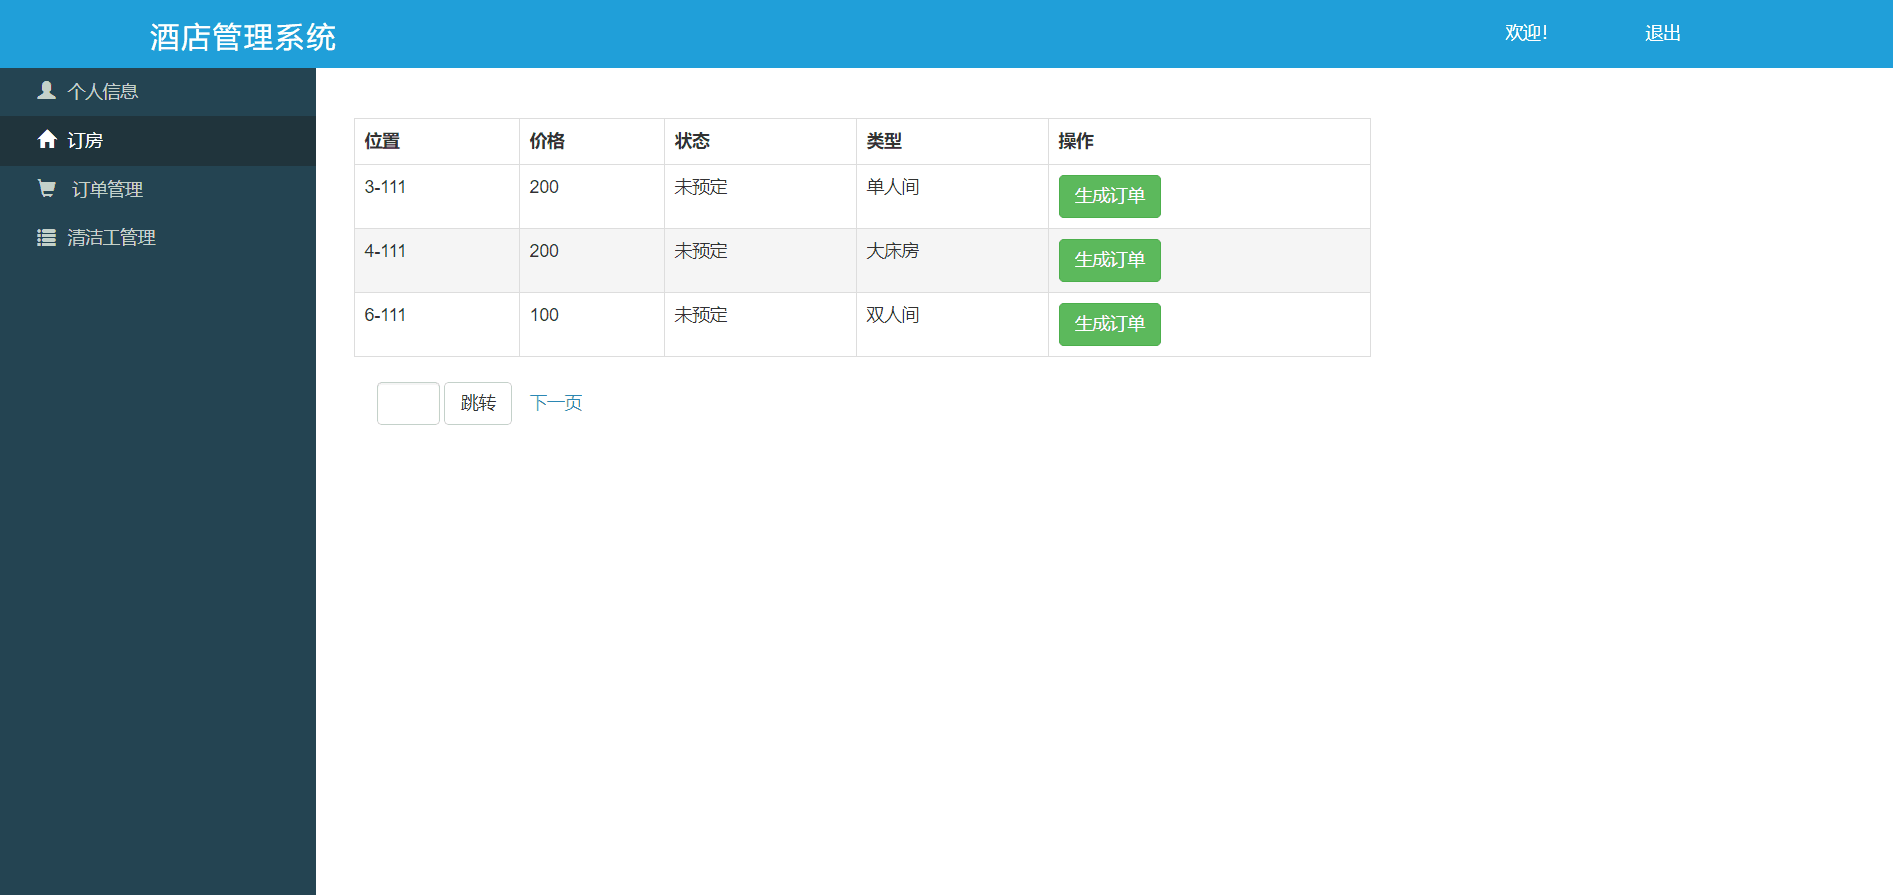 酒店管理系统 欢迎! 退出
个人信息
订房
订单管理
清洁工管理
位置 价格 状态 类型 操作
3-111 200 未预定 单人间 生成订单
4-111 200 未预定 大床房 生成订单
6-111 100 未预定 双人间 生成订单
跳转 下一页